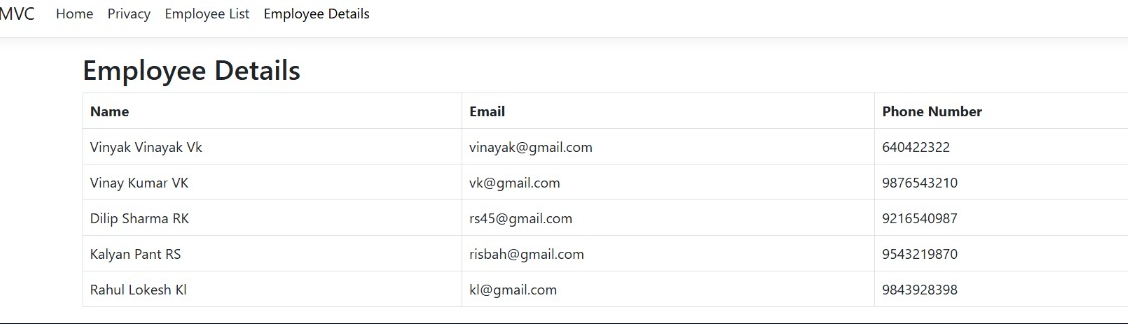 MVC Home Privacy Employee List Employee Details
Employee Details
Name Email Phone Number
Vinyak Vinayak Vk vinayak@gmail.com 640422322
Vinay Kumar VK vk@gmail.com 9876543210
Dilip Sharma RK rs45@gmail.com 9216540987
Kalyan Pant RS risbah@gmail.com 9543219870
Rahul Lokesh Kl kl@gmail.com 9843928398